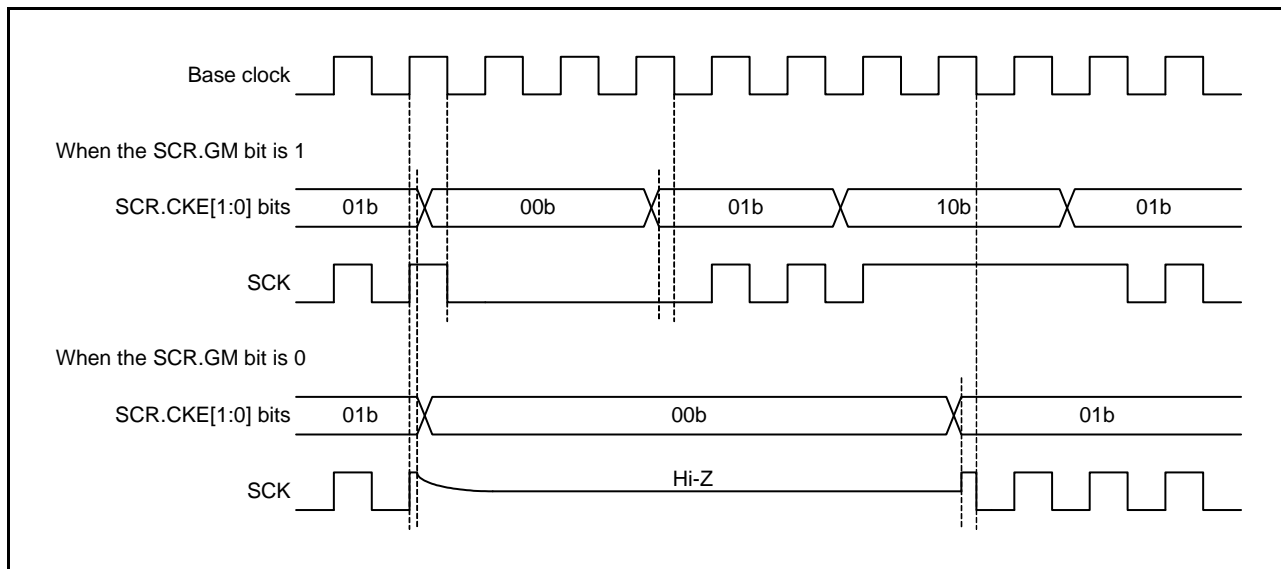 Base clock
When the SCR.GM bit is 1
SCR.CKE[1:0] bits 01b 00b 01b 10b 01b
SCK
When the SCR.GM bit is 0
SCR.CKE[1:0] bits 01b 00b 01b
SCK Hi-Z